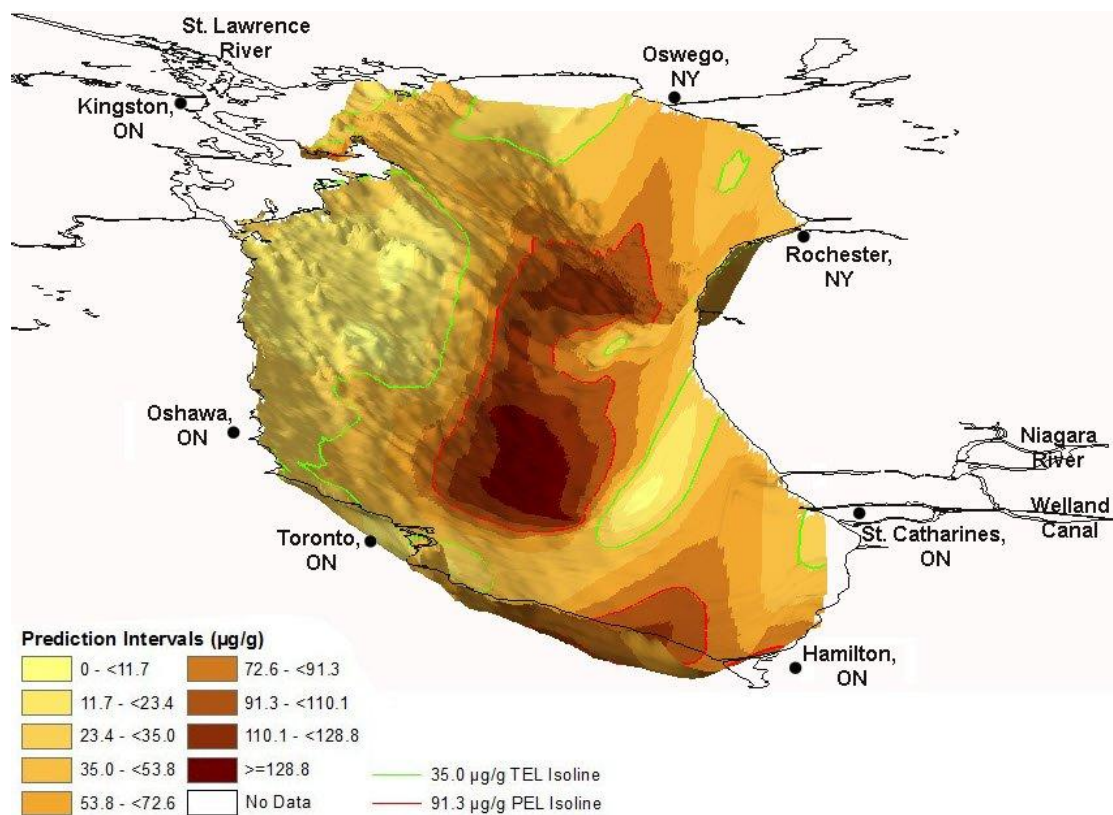 St. Lawrence
River
Oswego,
NY
Kingston,
ON
Rochester,
NY
Oshawa,
ON
Niagara
River
Welland
Canal
St. Catharines,
ON
Toronto,
ON
Hamilton,
ON
Prediction Intervals (µg/g)
0 - <11.7
11.7 - <23.4
23.4 - <35.0
35.0 - <53.8
53.8 - <72.6
72.6 - <91.3
91.3 - <110.1
110.1 - <128.8
>=128.8
No Data
35.0 µg/g TEL Isoline
91.3 µg/g PEL Isoline